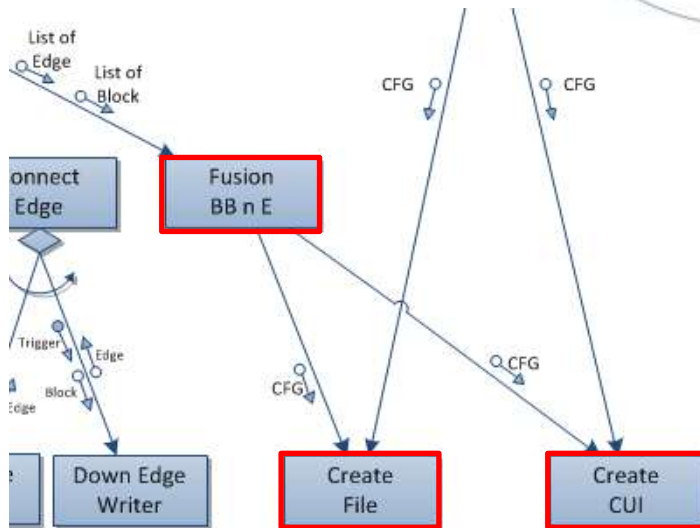 List of
Edge
List of
Block
CFG
CFG
onnect
Edge
Fusion
BB n E
Trigger
Edge
Block
Edge
CFG
CFG
e
Down Edge
Writer
Create
File
Create
CUI